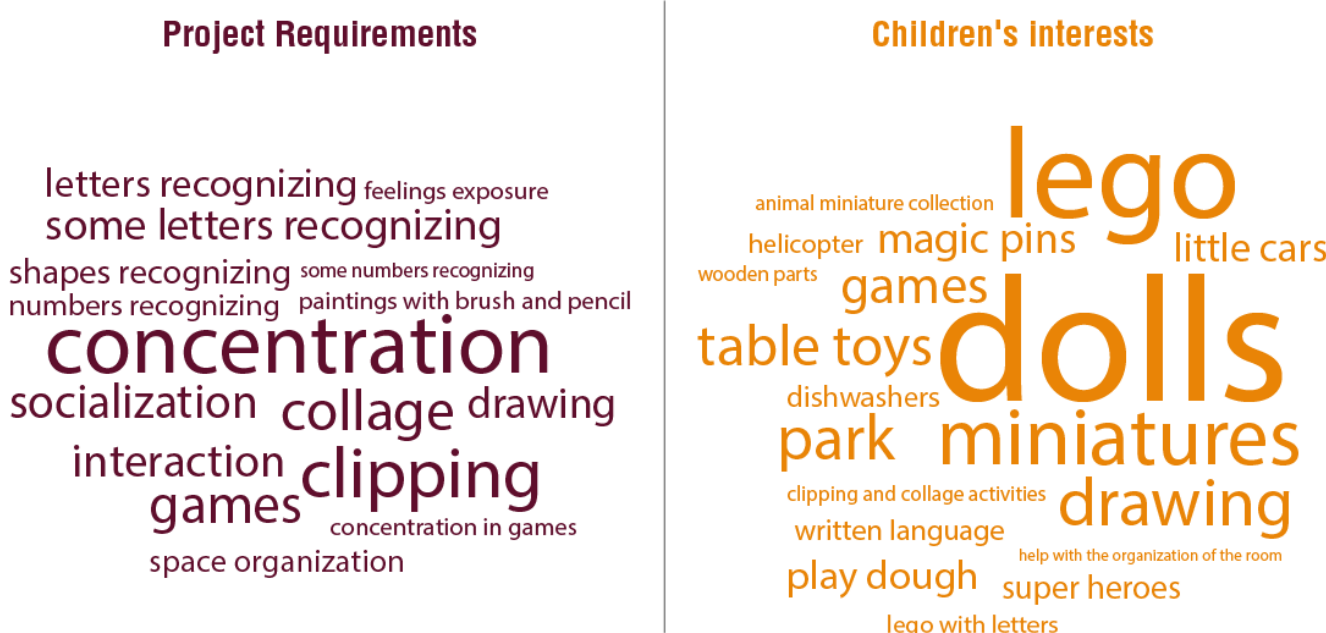 Project Requirements
letters recognizing
feelings exposure
some letters recognizing
shapes recognizing
some numbers recognizing
numbers recognizing
paintings with brush and pencil
concentration
socialization
collage
drawing
interaction
clipping
games
concentration in games
space organization
Children's interests
lego
animal miniature collection
helicopter
magic pins
little cars
wooden parts
games
dolls
table toys
dishwashers
park
miniatures
clipping and collage activities
drawing
written language
help with the organization of the room
play dough
super heroes
lego with letters